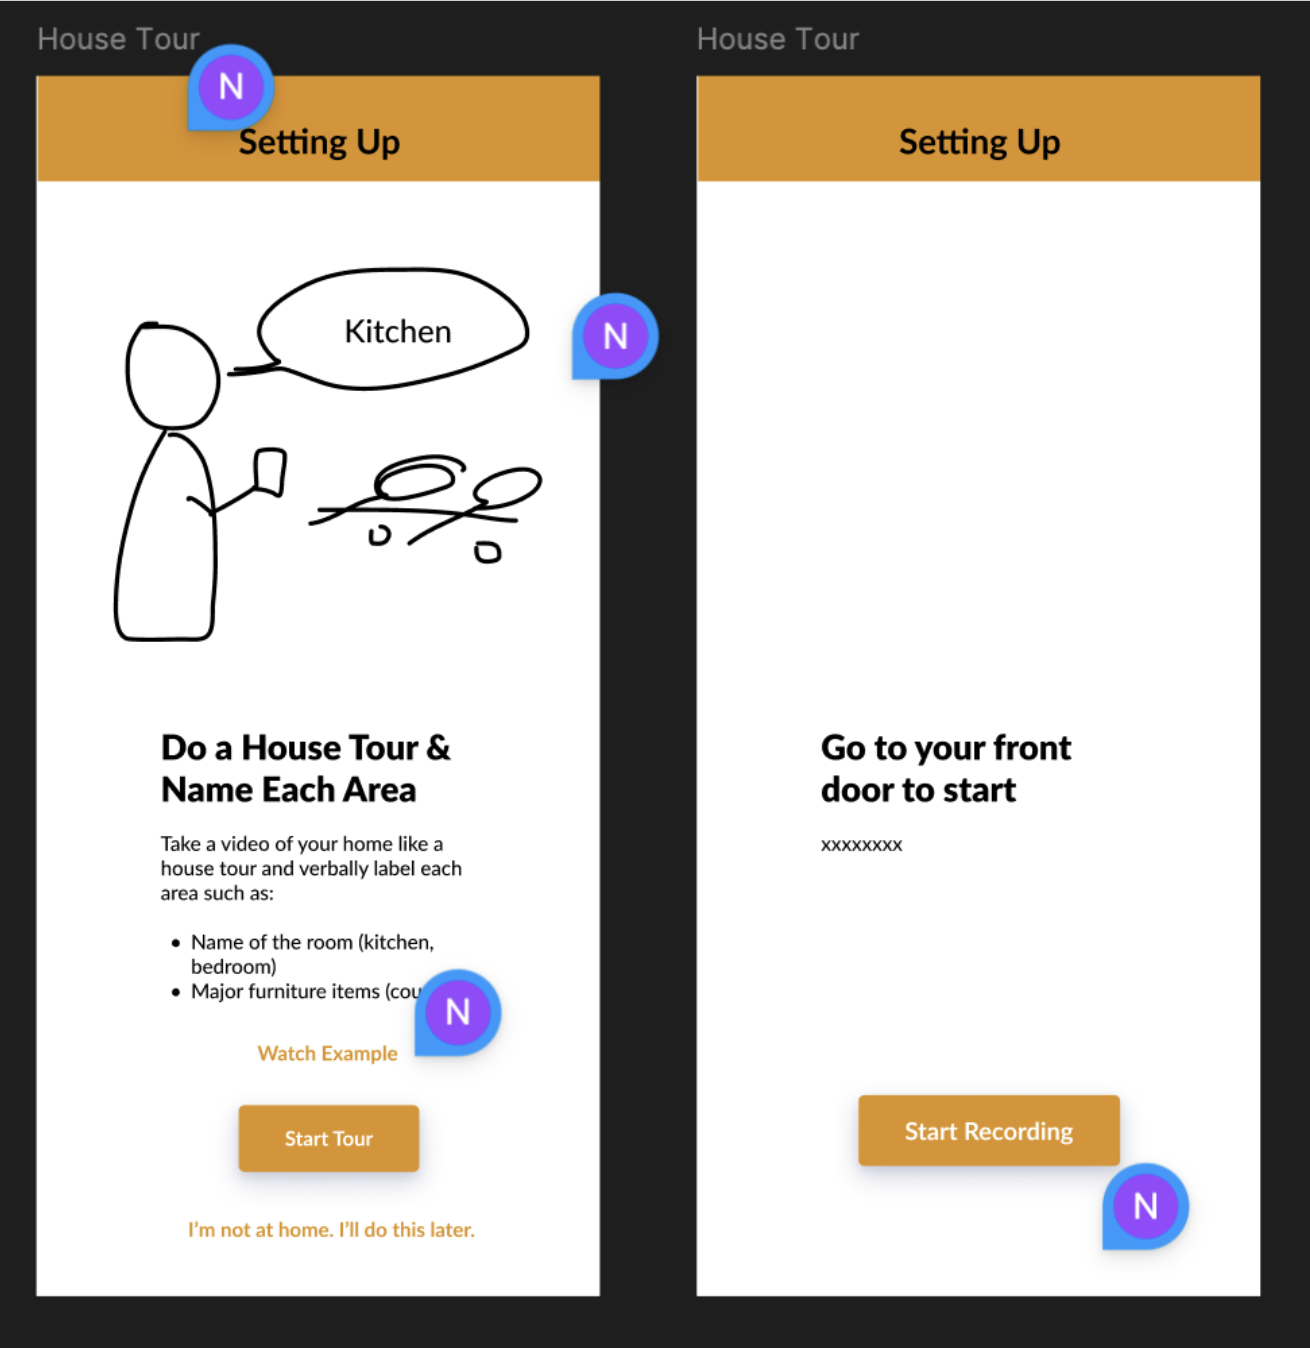 House Tour
N
Setting Up
Kitchen
N
Do a House Tour &
Name Each Area
Take a video of your home like a
house tour and verbally label each
area such as:
• Name of the room (kitchen,
bedroom)
• Major furniture items
N
Watch Example
Start Tour
I'm not at home. I'll do this later.
House Tour
Setting Up
Go to your front
door to start
xxxxxxxx
Start Recording
N